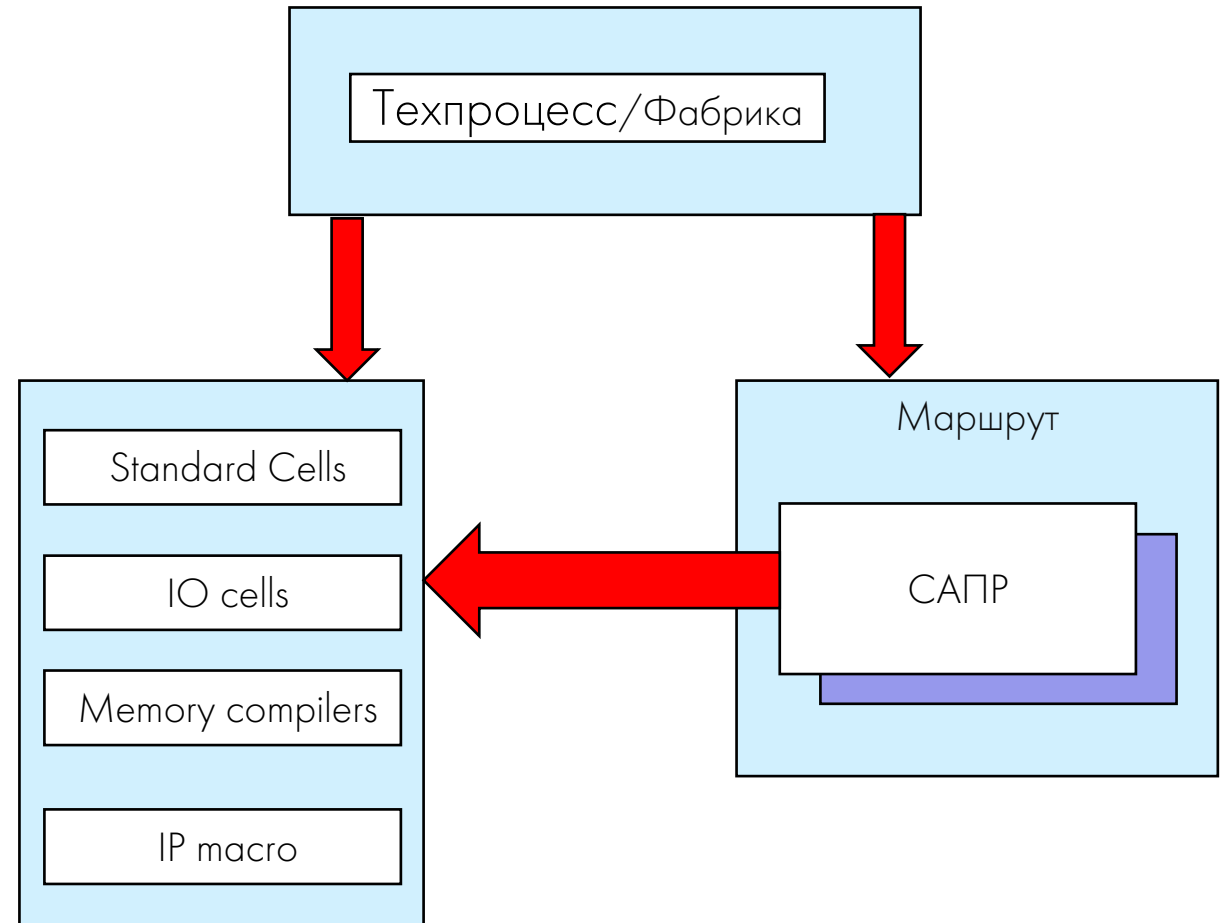 Техпроцесс/Фабрика
Standard Cells
IO cells
Memory compilers
IP macro
Маршрут
САПР